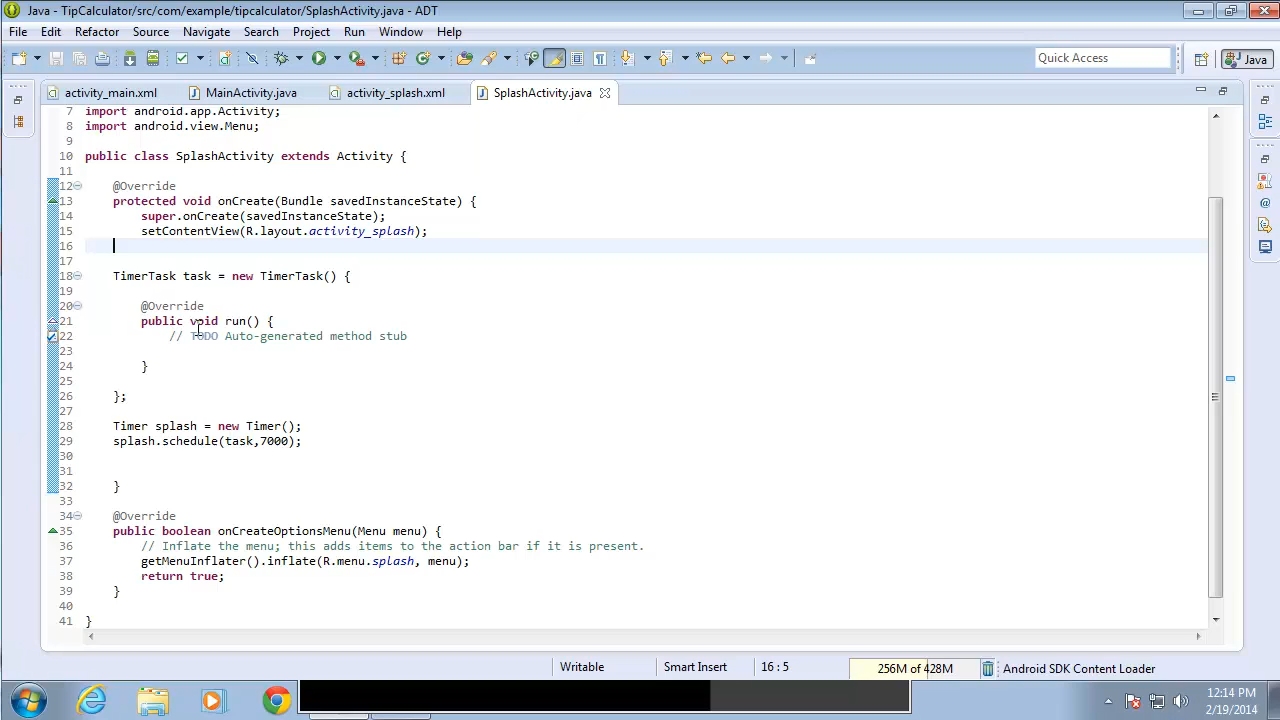 Java - TipCalculator/src/com/example/tipcalculator/SplashActivity.java - ADT
File Edit Refactor Source Navigate Search Project Run Window Help
Quick Access
Java
activity_main.xml MainActivity.java activity_splash.xml SplashActivity.java
7 import android.app.Activity;
8 import android.view.Menu;
9
10 public class SplashActivity extends Activity {
11
12 @Override
13 protected void onCreate(Bundle savedInstanceState) {
14 super.onCreate(savedInstanceState);
15 setContentView(R.layout.activity_splash);
16
17
18 TimerTask task = new TimerTask() {
19
20 @Override
21 public void run() {
22 // TODO Auto-generated method stub
23
24 }
25
26 };
27
28 Timer splash = new Timer();
29 splash.schedule(task,7000);
30
31
32 }
33
34 @Override
35 public boolean onCreateOptionsMenu(Menu menu) {
36 // Inflate the menu; this adds items to the action bar if it is present.
37 getMenuInflater().inflate(R.menu.splash, menu);
38 return true;
39 }
40
41 }
Writable Smart Insert 16 : 5 256M of 428M Android SDK Content Loader
12:14 PM
2/19/2014